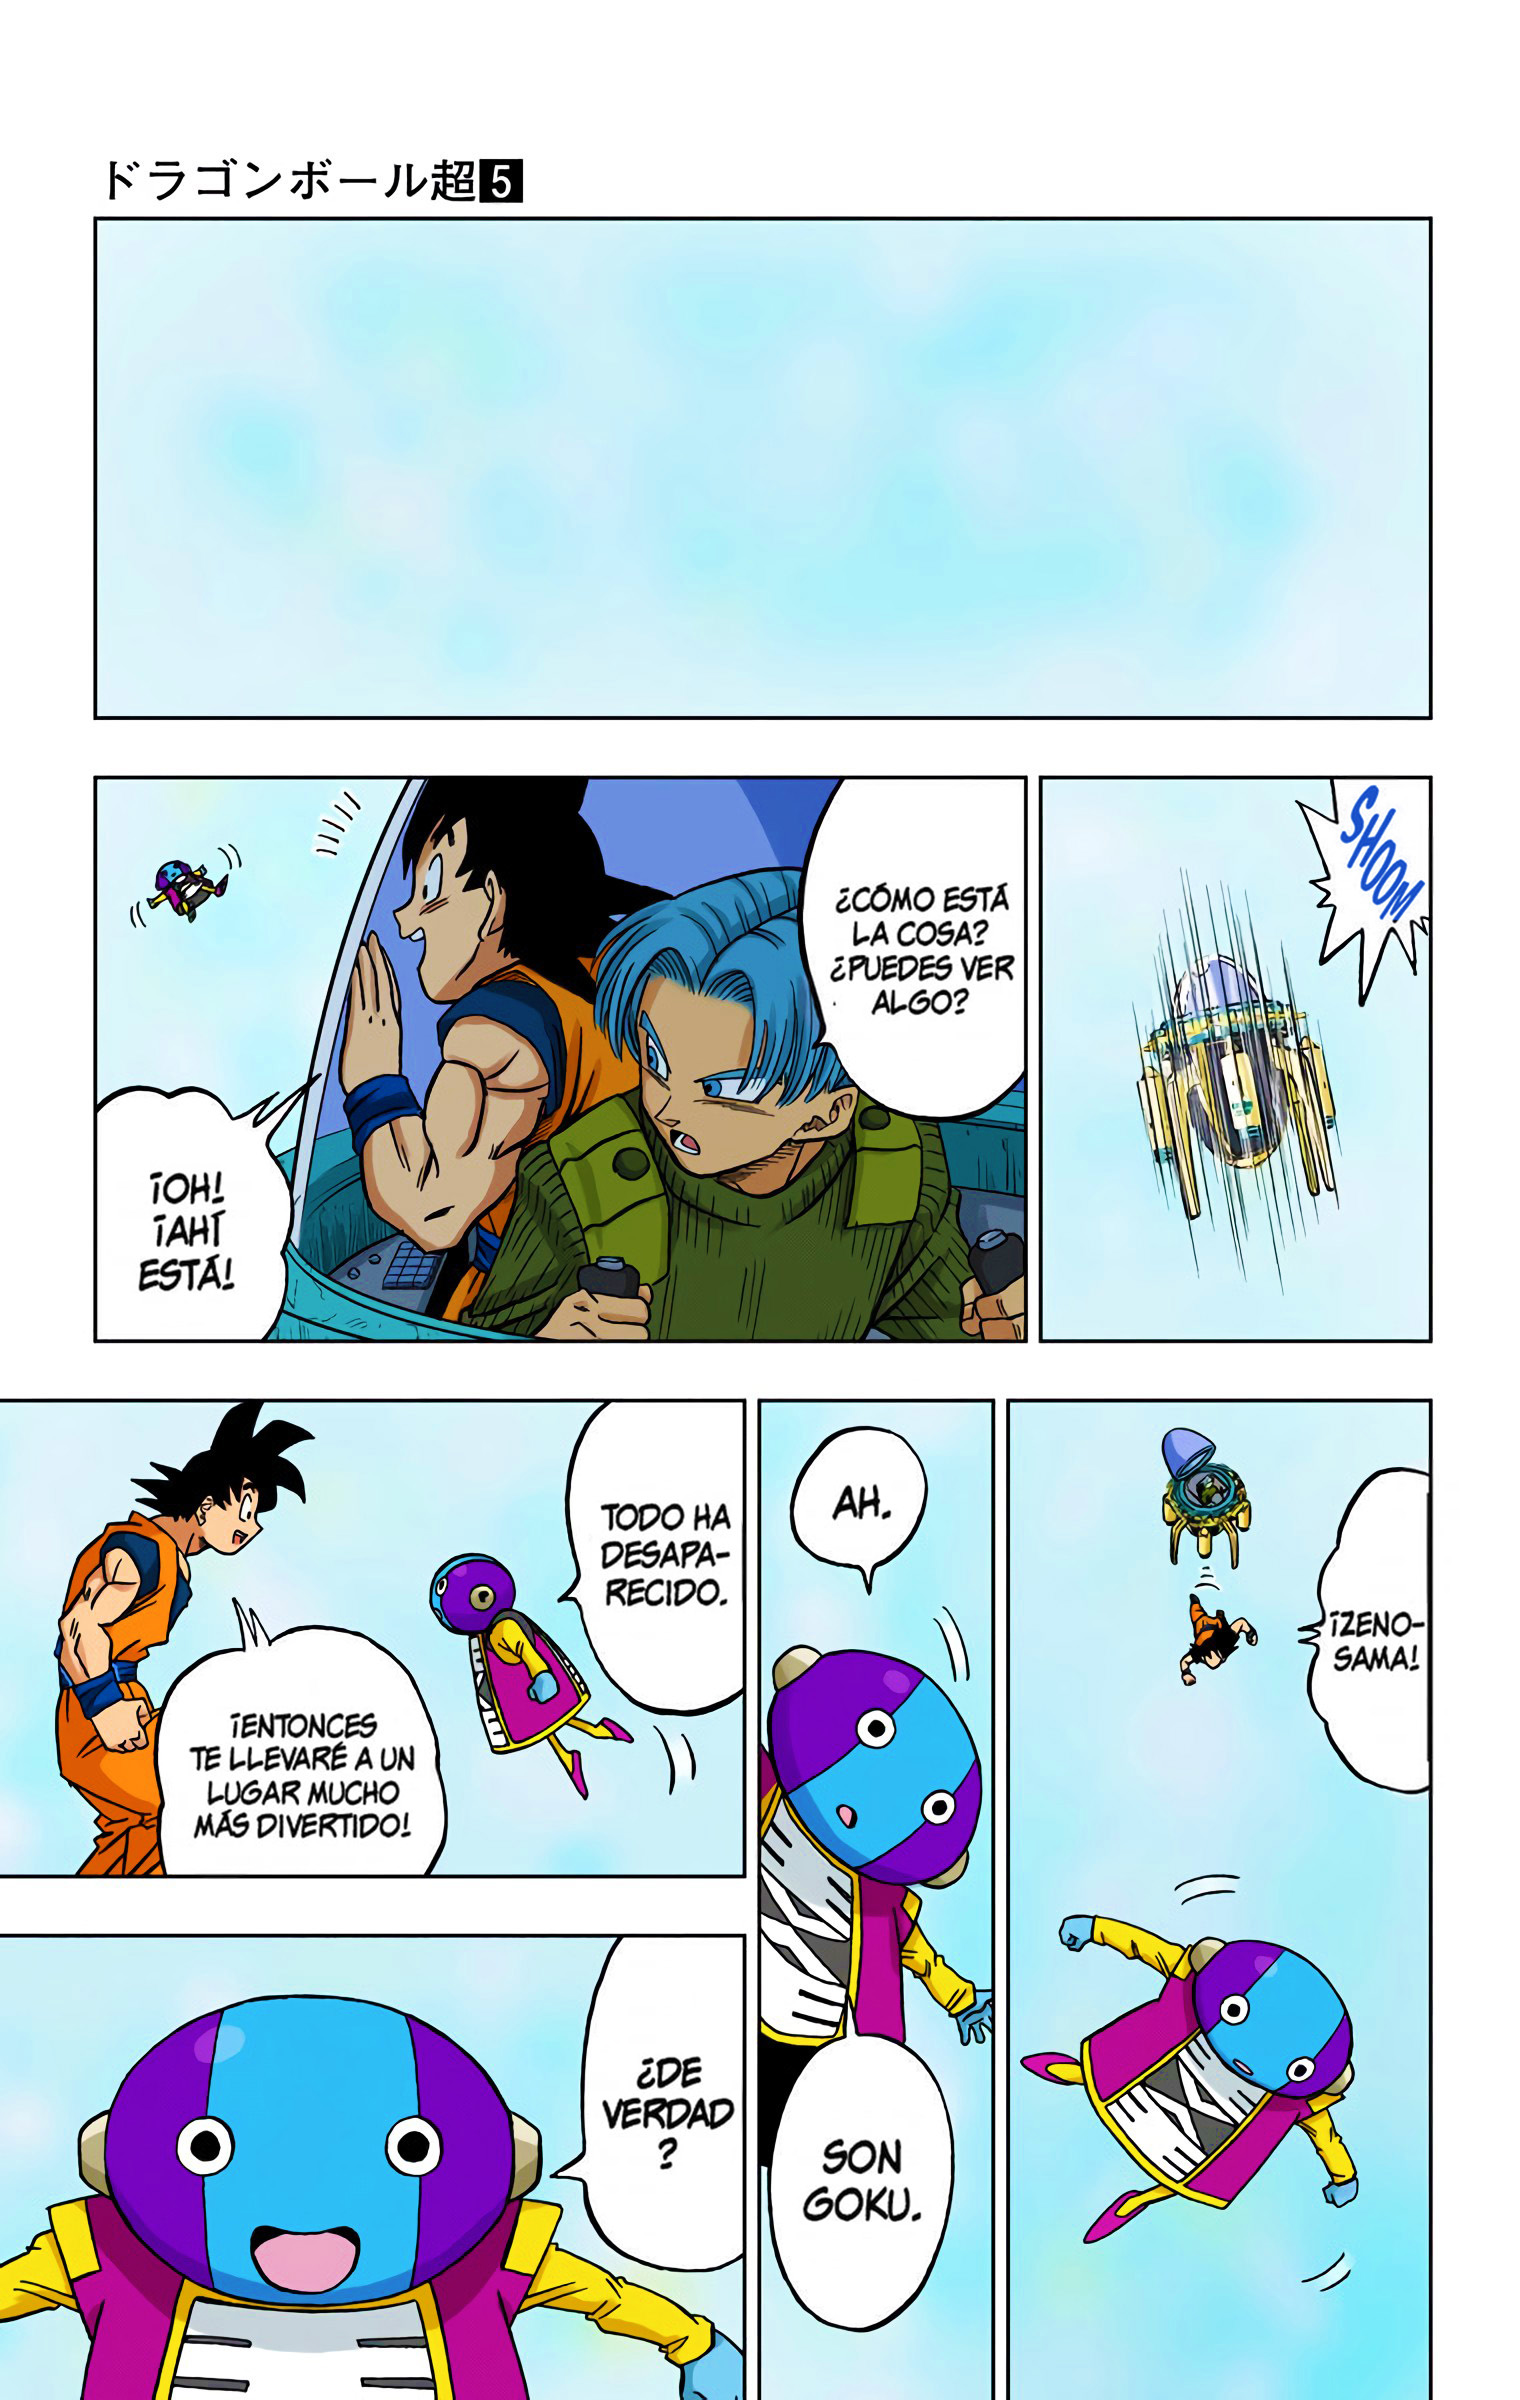 ドラゴンボール超5
SHOOM
¿CÓMO ESTÁ
LA COSA?
¿PUEDES VER
ALGO?
¡OH!
¡AHÍ
ESTÁ!
¡ZENO-
SAMA!
AH.
SON
GOKU.
TODO HA
DESAPA-
RECIDO.
¡ENTONCES
TE LLEVARÉ A UN
LUGAR MUCHO
MÁS DIVERTIDO!
¿DE
VERDAD
?